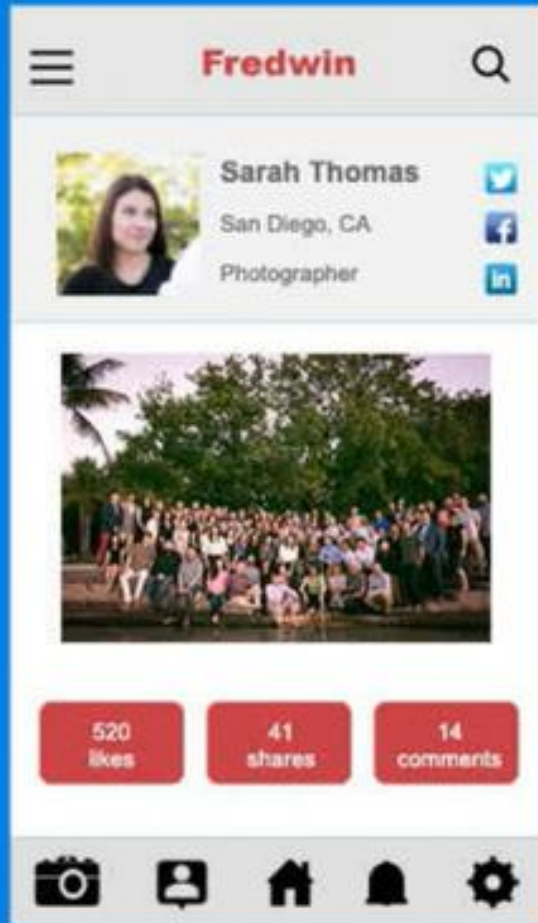 Fredwin
Sarah Thomas
San Diego, CA
Photographer
520
likes
41
shares
14
comments